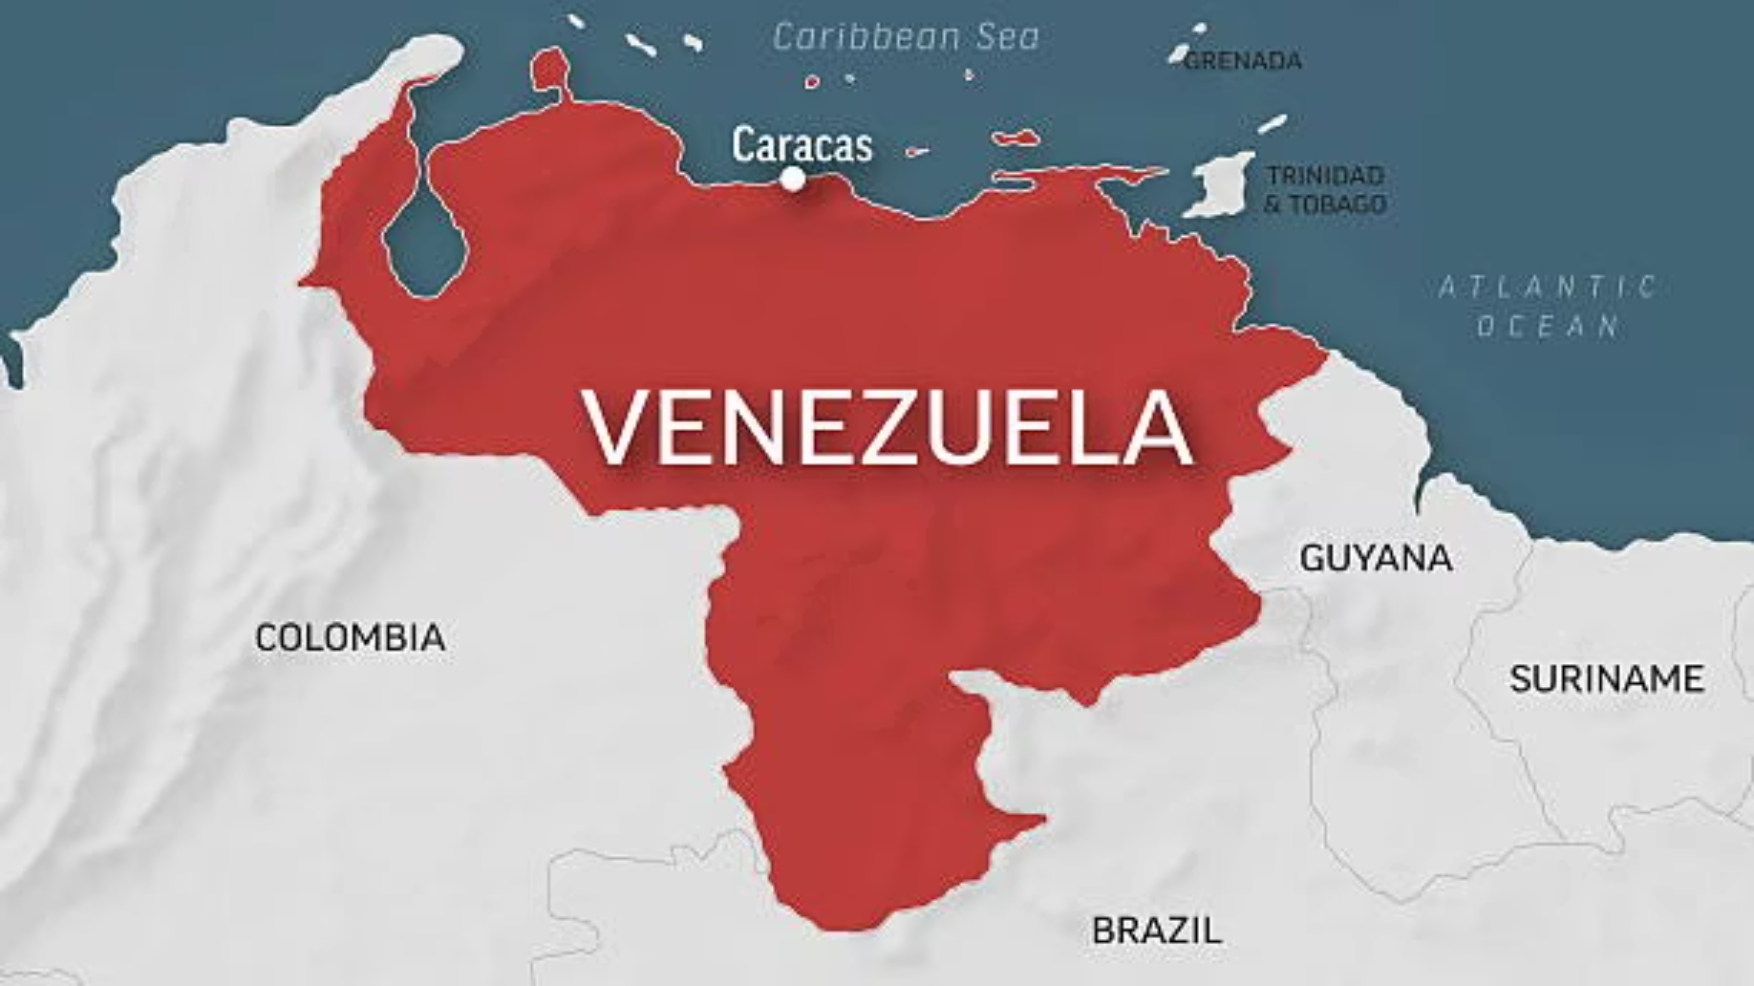 Caribbean Sea
GRENADA
Caracas
TRINIDAD
& TOBAGO
ATLANTIC
OCEAN
VENEZUELA
GUYANA
COLOMBIA
SURINAME
BRAZIL